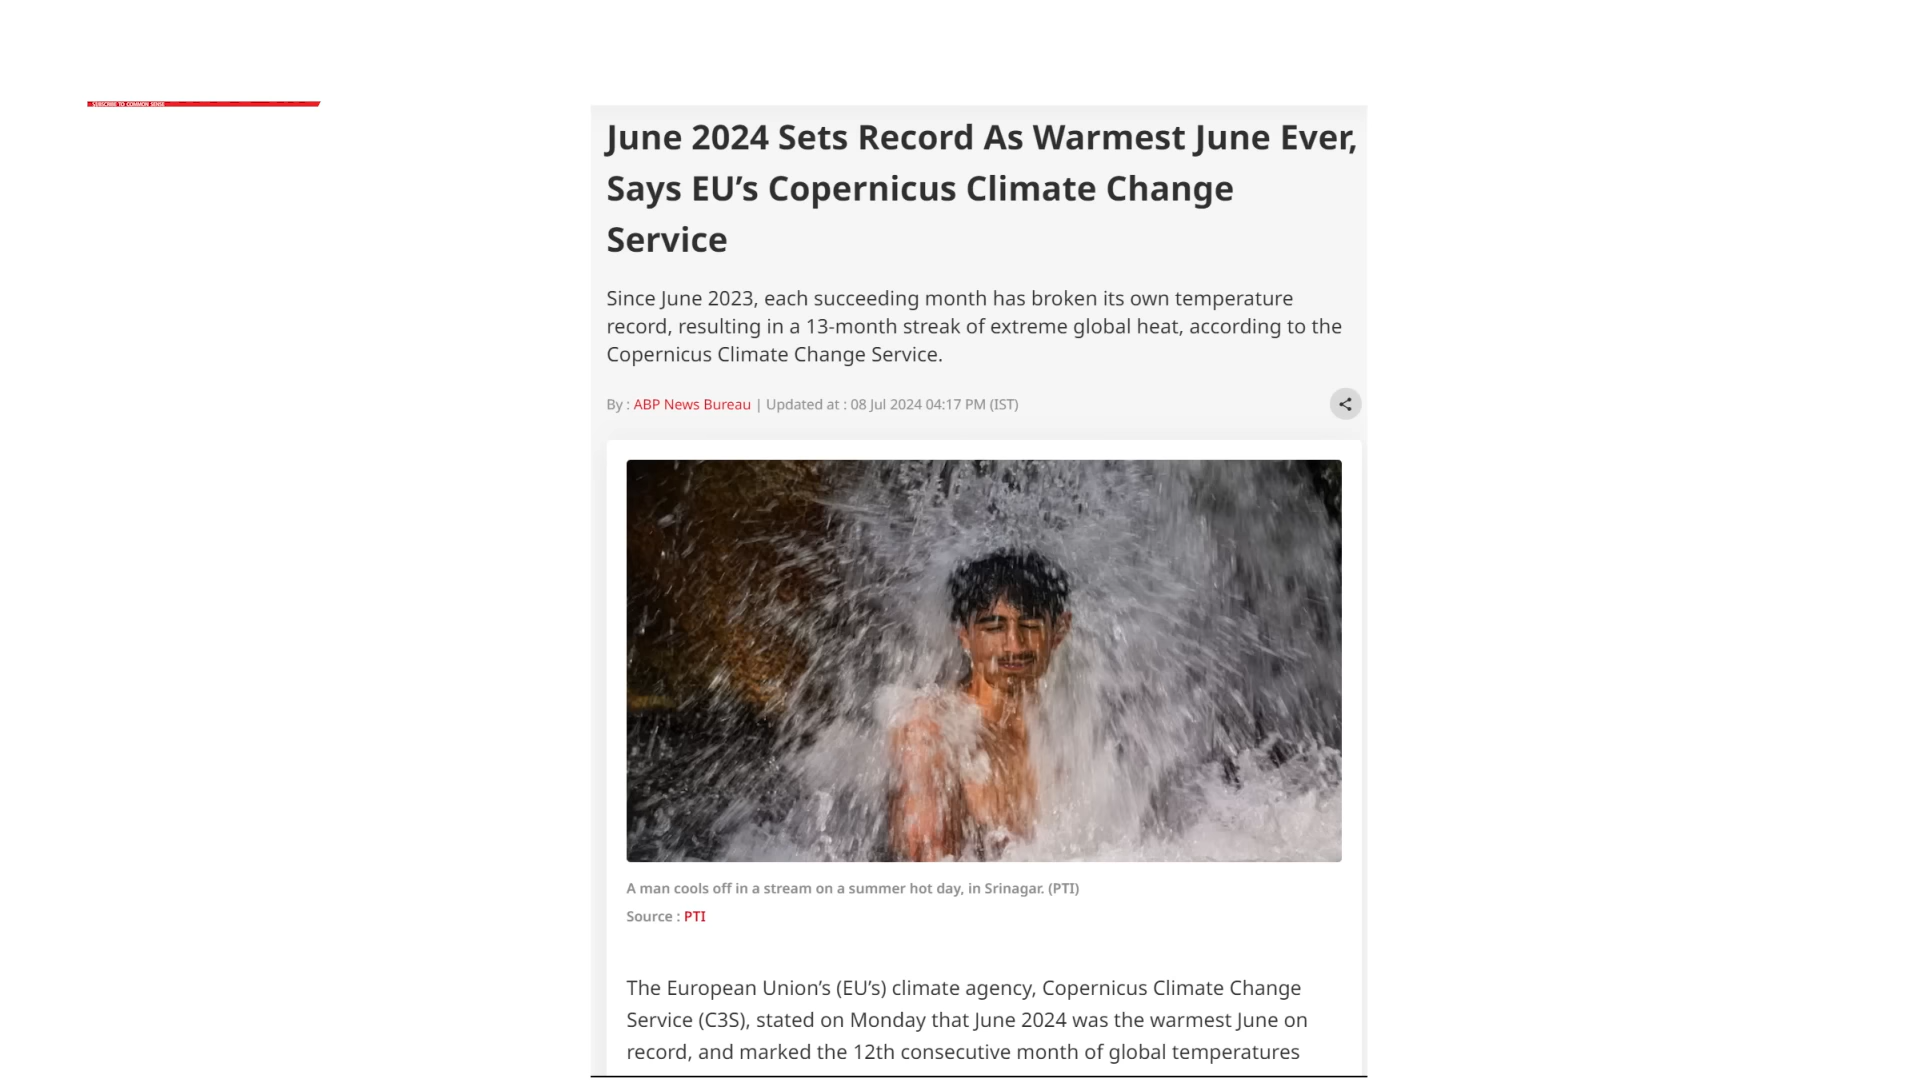 SUBSCRIBE TO COMMON SENSE
June 2024 Sets Record As Warmest June Ever,
Says EU’s Copernicus Climate Change
Service
Since June 2023, each succeeding month has broken its own temperature
record, resulting in a 13-month streak of extreme global heat, according to the
Copernicus Climate Change Service.
By : ABP News Bureau | Updated at : 08 Jul 2024 04:17 PM (IST)
A man cools off in a stream on a summer hot day, in Srinagar. (PTI)
Source : PTI
The European Union’s (EU’s) climate agency, Copernicus Climate Change
Service (C3S), stated on Monday that June 2024 was the warmest June on
record, and marked the 12th consecutive month of global temperatures